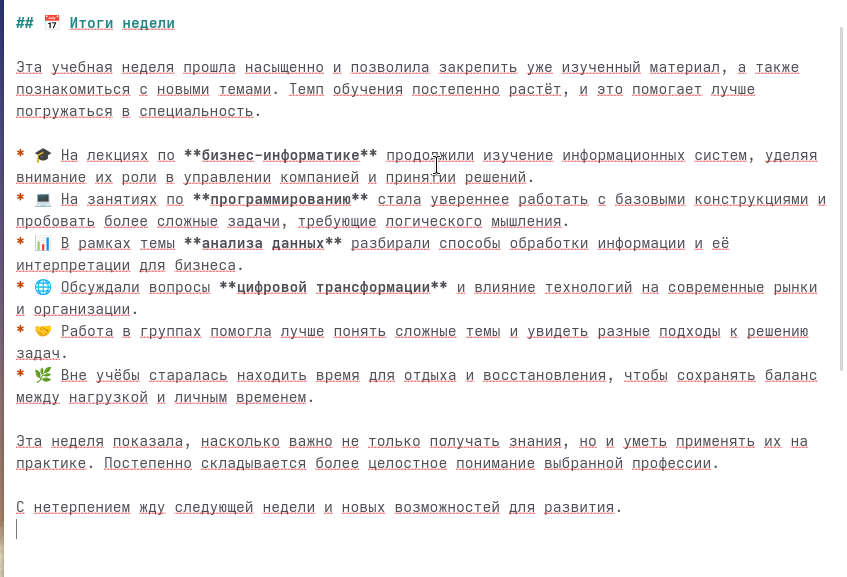 ## 📅 Итоги недели
Эта учебная неделя прошла насыщенно и позволила закрепить уже изученный материал, а также
познакомиться с новыми темами. Темп обучения постепенно растёт, и это помогает лучше
погружаться в специальность.
* 🎓 На лекциях по **бизнес-информатике** продолжили изучение информационных систем, уделяя
внимание их роли в управлении компанией и принятии решений.
* 💻 На занятиях по **программированию** стала увереннее работать с базовыми конструкциями и
пробовать более сложные задачи, требующие логического мышления.
* 📊 В рамках темы **анализа данных** разбирали способы обработки информации и её
интерпретации для бизнеса.
* 🌐 Обсуждали вопросы **цифровой трансформации** и влияние технологий на современные рынки
и организации.
* 🤝 Работа в группах помогла лучше понять сложные темы и увидеть разные подходы к решению
задач.
* 🌿 Вне учёбы старалась находить время для отдыха и восстановления, чтобы сохранять баланс
между нагрузкой и личным временем.
Эта неделя показала, насколько важно не только получать знания, но и уметь применять их на
практике. Постепенно складывается более целостное понимание выбранной профессии.
С нетерпением жду следующей недели и новых возможностей для развития.